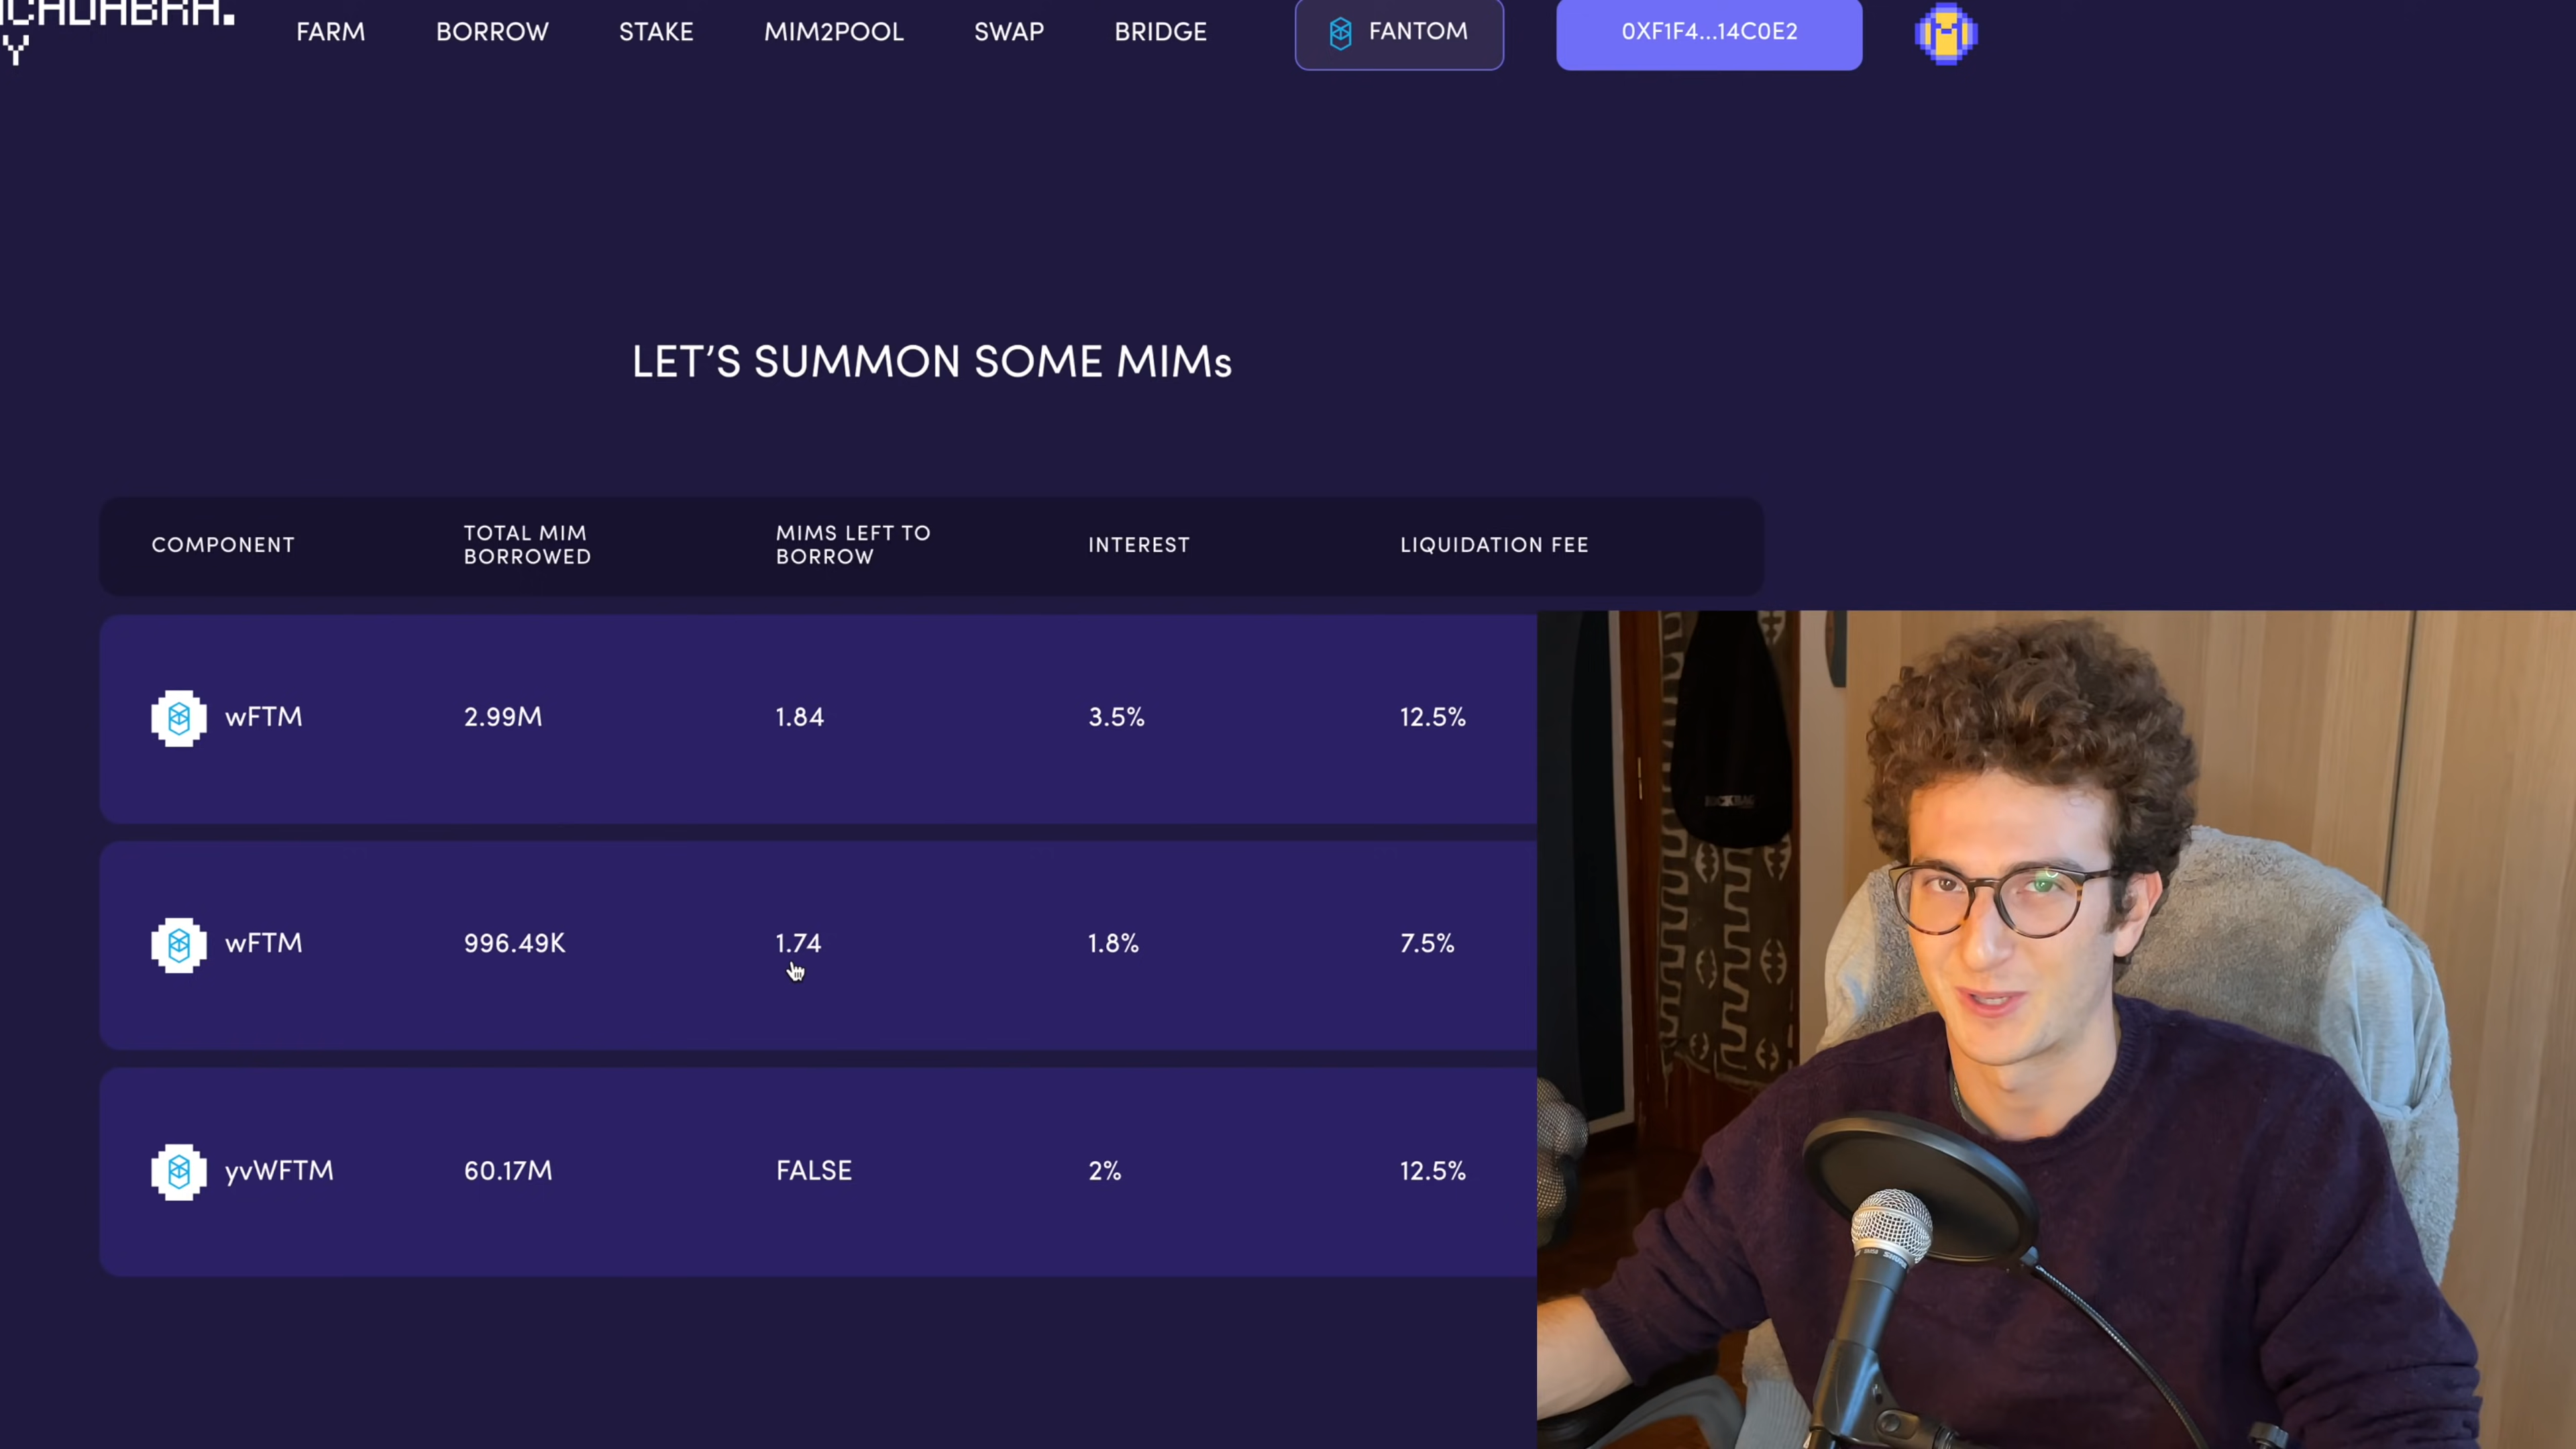 FARM BORROW STAKE MIM2POOL SWAP BRIDGE FANTOM 0XF1F4...14C0E2
LET'S SUMMON SOME MIMs
COMPONENT TOTAL MIM BORROWED MIMS LEFT TO BORROW INTEREST LIQUIDATION FEE
wFTM 2.99M 1.84 3.5% 12.5%
wFTM 996.49K 1.74 1.8% 7.5%
yvWFTM 60.17M FALSE 2% 12.5%